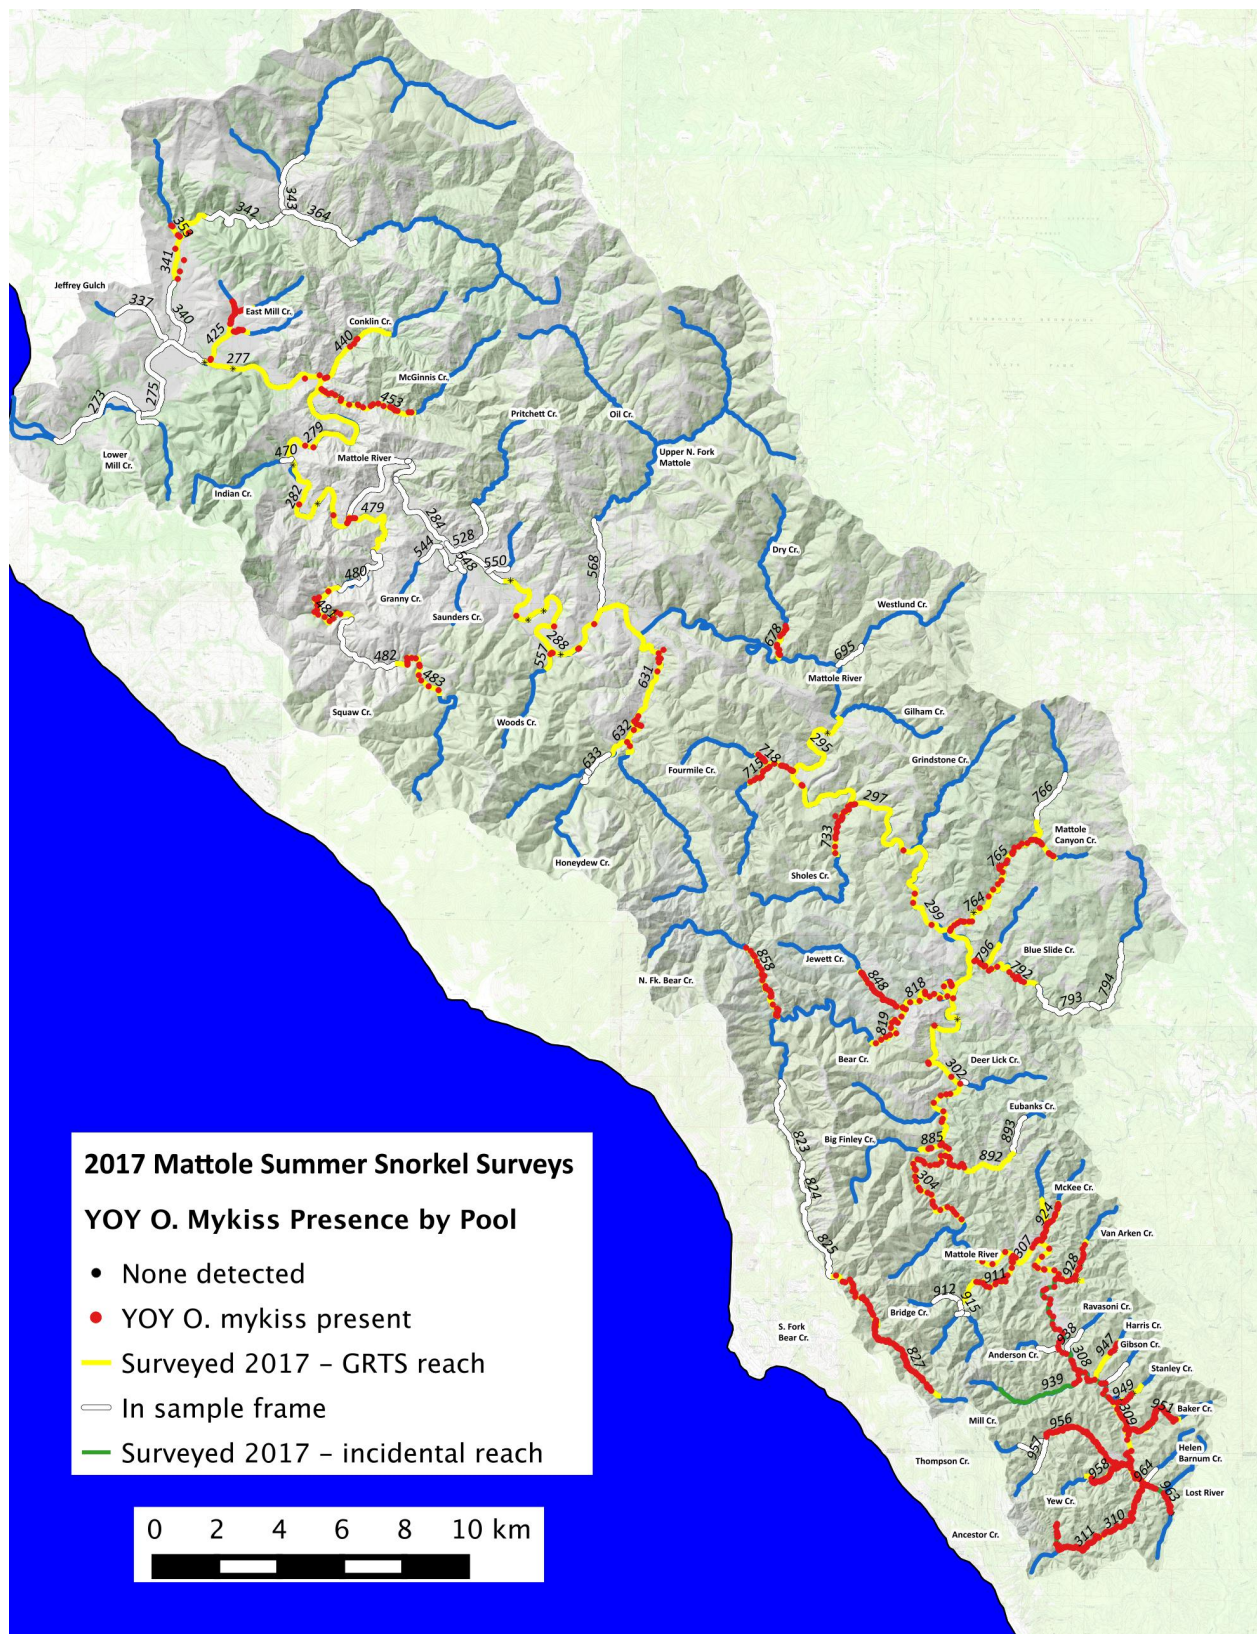 353
342
343
364
341
Jeffrey Gulch
337
340
East Mill Cr.
425
Conklin Cr.
440
277
McGinnis Cr.
453
273
275
Pritchett Cr.
Oil Cr.
279
Lower
Mill Cr.
470
Mattole River
Upper N. Fork
Mattole
Indian Cr.
282
479
284
528
544
548
550
Dry Cr.
568
480
Granny Cr.
Saunders Cr.
481
Westlund Cr.
288
557
678
695
482
483
631
Mattole River
Squaw Cr.
Woods Cr.
632
633
Gilham Cr.
295
Fourmile Cr.
718
715
Grindstone Cr.
297
766
Mattole
Canyon Cr.
733
765
Honeydew Cr.
Sholes Cr.
764
299
796
Blue Slide Cr.
792
793
794
N. Fk. Bear Cr.
858
Jewett Cr.
848
818
819
Bear Cr.
302
Deer Lick Cr.
Eubanks Cr.
893
Big Finley Cr.
885
892
823
824
825
304
McKee Cr.
924
Mattole River
307
Van Arken Cr.
928
911
912
915
Bridge Cr.
Ravasoni Cr.
Harris Cr.
S. Fork
Bear Cr.
938
308
947
Gibson Cr.
Anderson Cr.
Stanley Cr.
827
939
949
309
951
Baker Cr.
Mill Cr.
956
957
Helen
Barnum Cr.
Thompson Cr.
958
964
963
Lost River
Yew Cr.
310
311
Ancestor Cr.
2017 Mattole Summer Snorkel Surveys
YOY O. Mykiss Presence by Pool
None detected
YOY O. mykiss present
Surveyed 2017 – GRTS reach
In sample frame
Surveyed 2017 – incidental reach
0 2 4 6 8 10 km